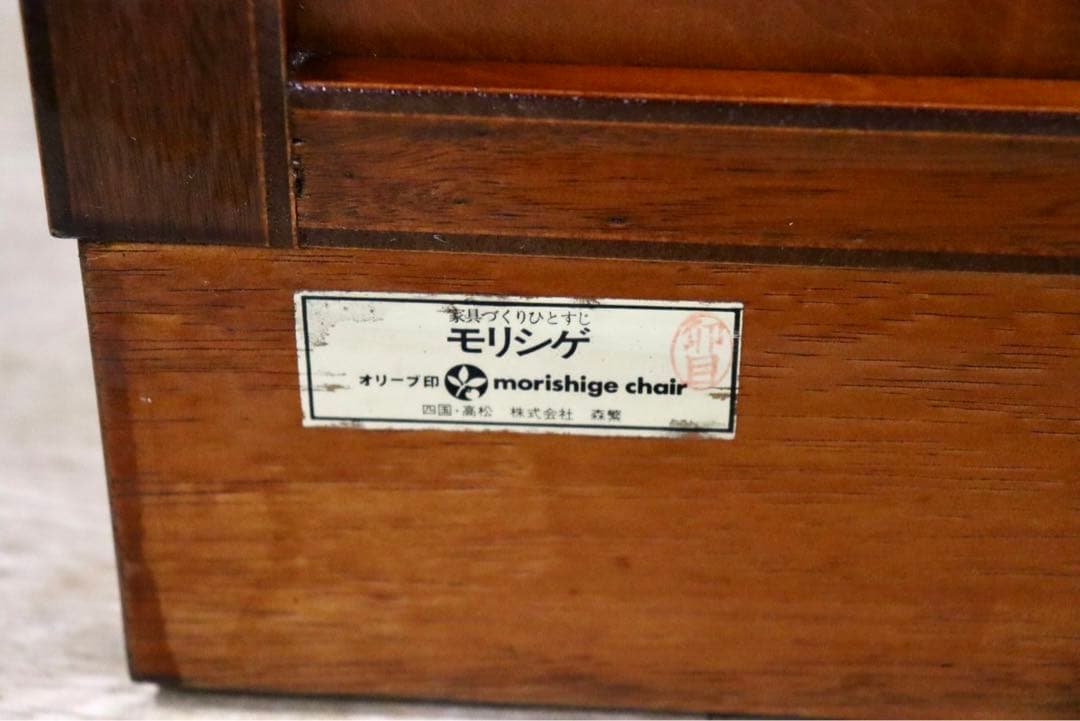 家具づくりひとすじ
モリシゲ
オリーブ印 morishige chair
四国・高松 株式会社 森繁